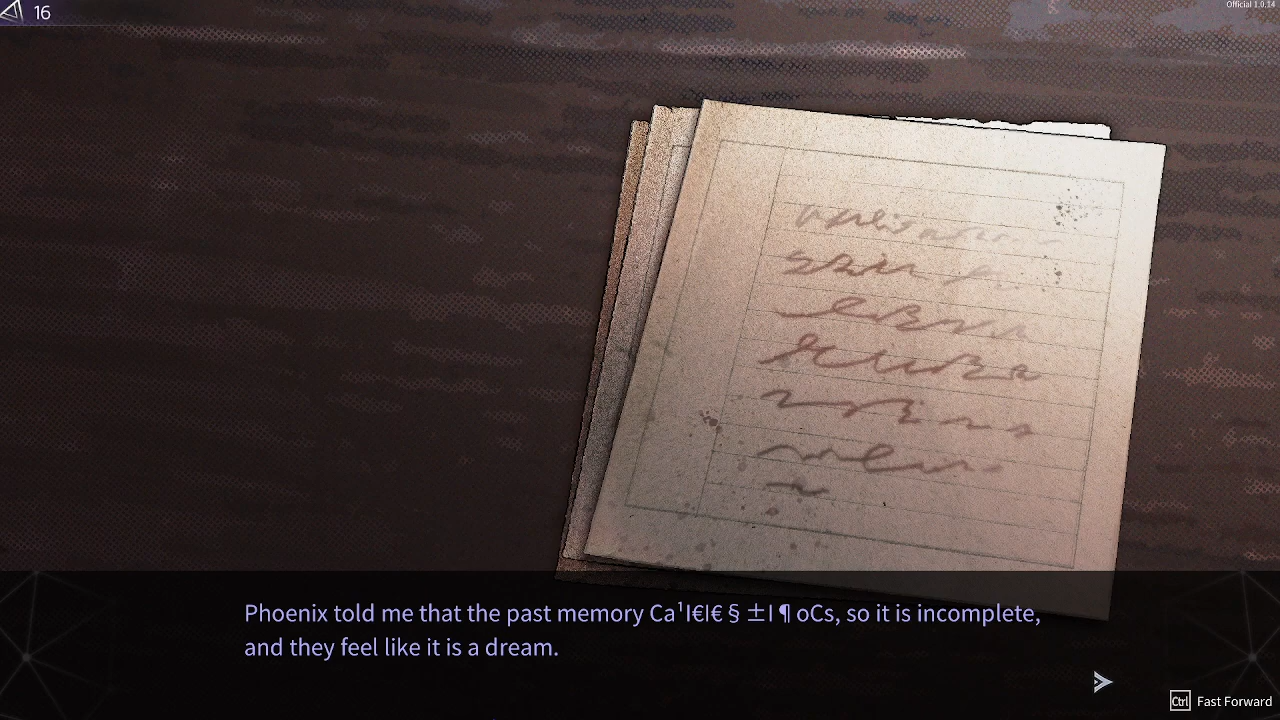 16
Official 1.0.14
Phoenix told me that the past memory Ca¹I€I€ § ±I ¶ oCs, so it is incomplete,
and they feel like it is a dream.
Ctrl Fast Forward